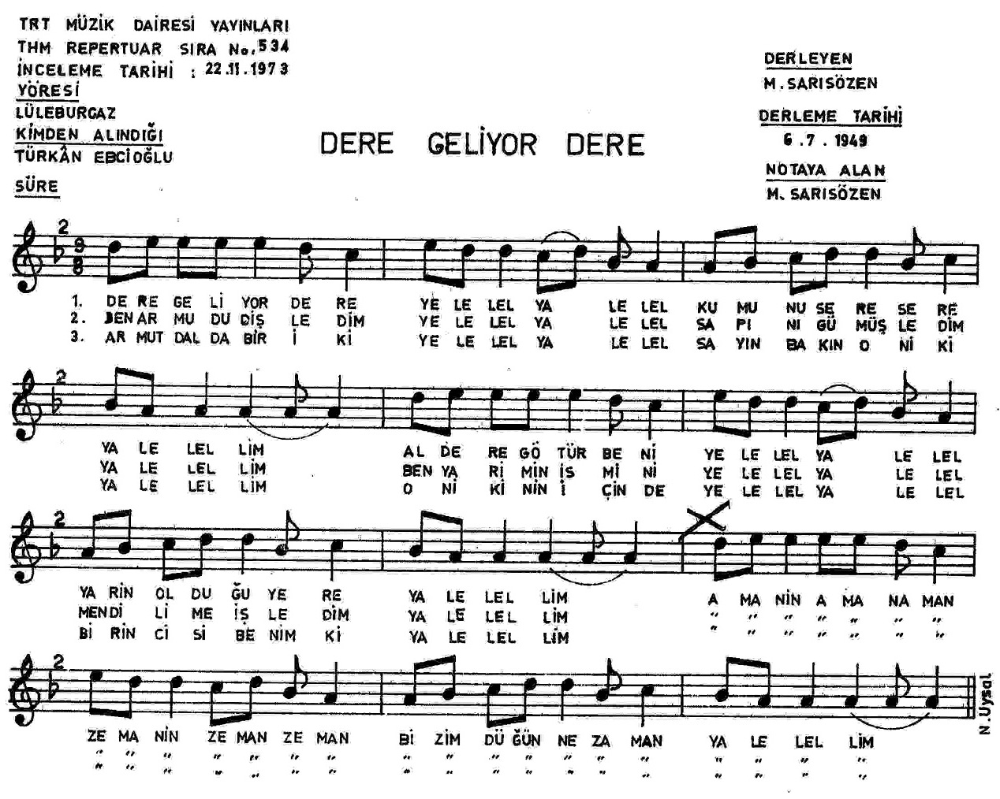 TRT MÜZİK DAİRESİ YAYINLARI
THM REPERTUAR SIRA No. 534
İNCELEME TARİHİ : 22.11.1973
YÖRESİ
LÜLEBURGAZ
KİMDEN ALINDIĞI
TÜRKÂN EBCİOĞLU
SÜRE
DERE GELİYOR DERE
DERLEYEN
M. SARISÖZEN
DERLEME TARİHİ
6.7.1949
NOTAYA ALAN
M. SARISÖZEN
2
9
8
1. DE RE GE Lİ YOR DE RE YE LE LEL YA LE LEL KU MU NU SE RE SE RE
2. BEN AR MU DU DİŞ LE DİM YE LE LEL YA LE LEL SA PI NI GÜ MÜŞ LE DİM
3. AR MUT DAL DA BİR İ Kİ YE LE LEL YA LE LEL SA YIN BA KIN O Nİ Kİ
2
YA LE LEL LİM AL DE RE GÖ TÜR BE Nİ YE LE LEL YA LE LEL
YA LE LEL LİM BEN YA Rİ MİN İS Mİ Nİ YE LE LEL YA LE LEL
YA LE LEL LİM O Nİ Kİ NİN İ ÇİN DE YE LE LEL YA LE LEL
2
YA RİN OL DU ĞU YE RE YA LE LEL LİM A MA NİN A MA NA MAN
MENDİ Lİ ME İŞ LE DİM YA LE LEL LİM " " " " " " "
Bİ RİN Cİ Sİ BE NİM Kİ YA LE LEL LİM " " " " " " "
2
ZE MA NİN ZE MAN ZE MAN Bİ ZİM DÜ ĞÜN NE ZA MAN YA LE LEL LİM
" " " " " " " " " " " " " " " " " "
" " " " " " " " " " " " " " " " " "
N. Uysal